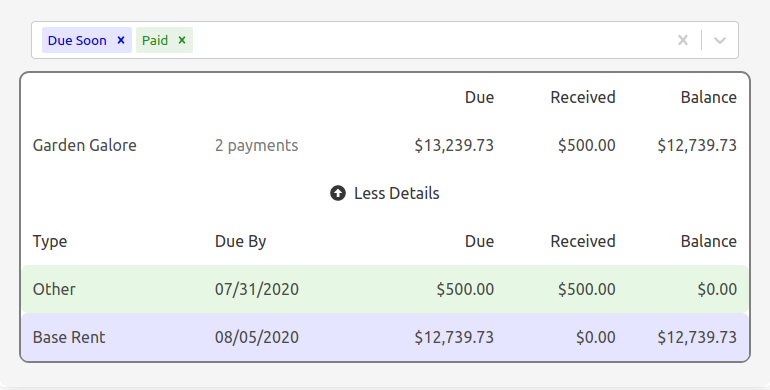 Due Soon × Paid ×
Due Received Balance
Garden Galore 2 payments $13,239.73 $500.00 $12,739.73
Less Details
Type Due By Due Received Balance
Other 07/31/2020 $500.00 $500.00 $0.00
Base Rent 08/05/2020 $12,739.73 $0.00 $12,739.73